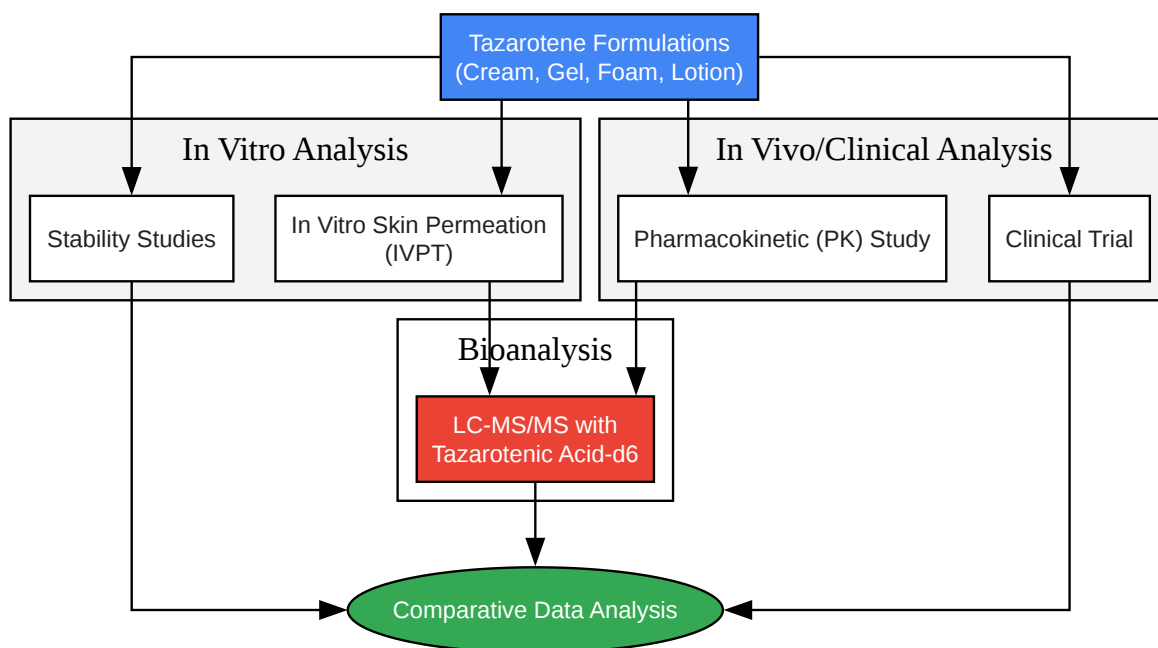 Tazarotene Formulations
(Cream, Gel, Foam, Lotion)
In Vitro Analysis
In Vivo/Clinical Analysis
Stability Studies
In Vitro Skin Permeation
(IVPT)
Pharmacokinetic (PK) Study
Clinical Trial
Bioanalysis
LC-MS/MS with
Tazarotenic Acid-d6
Comparative Data Analysis